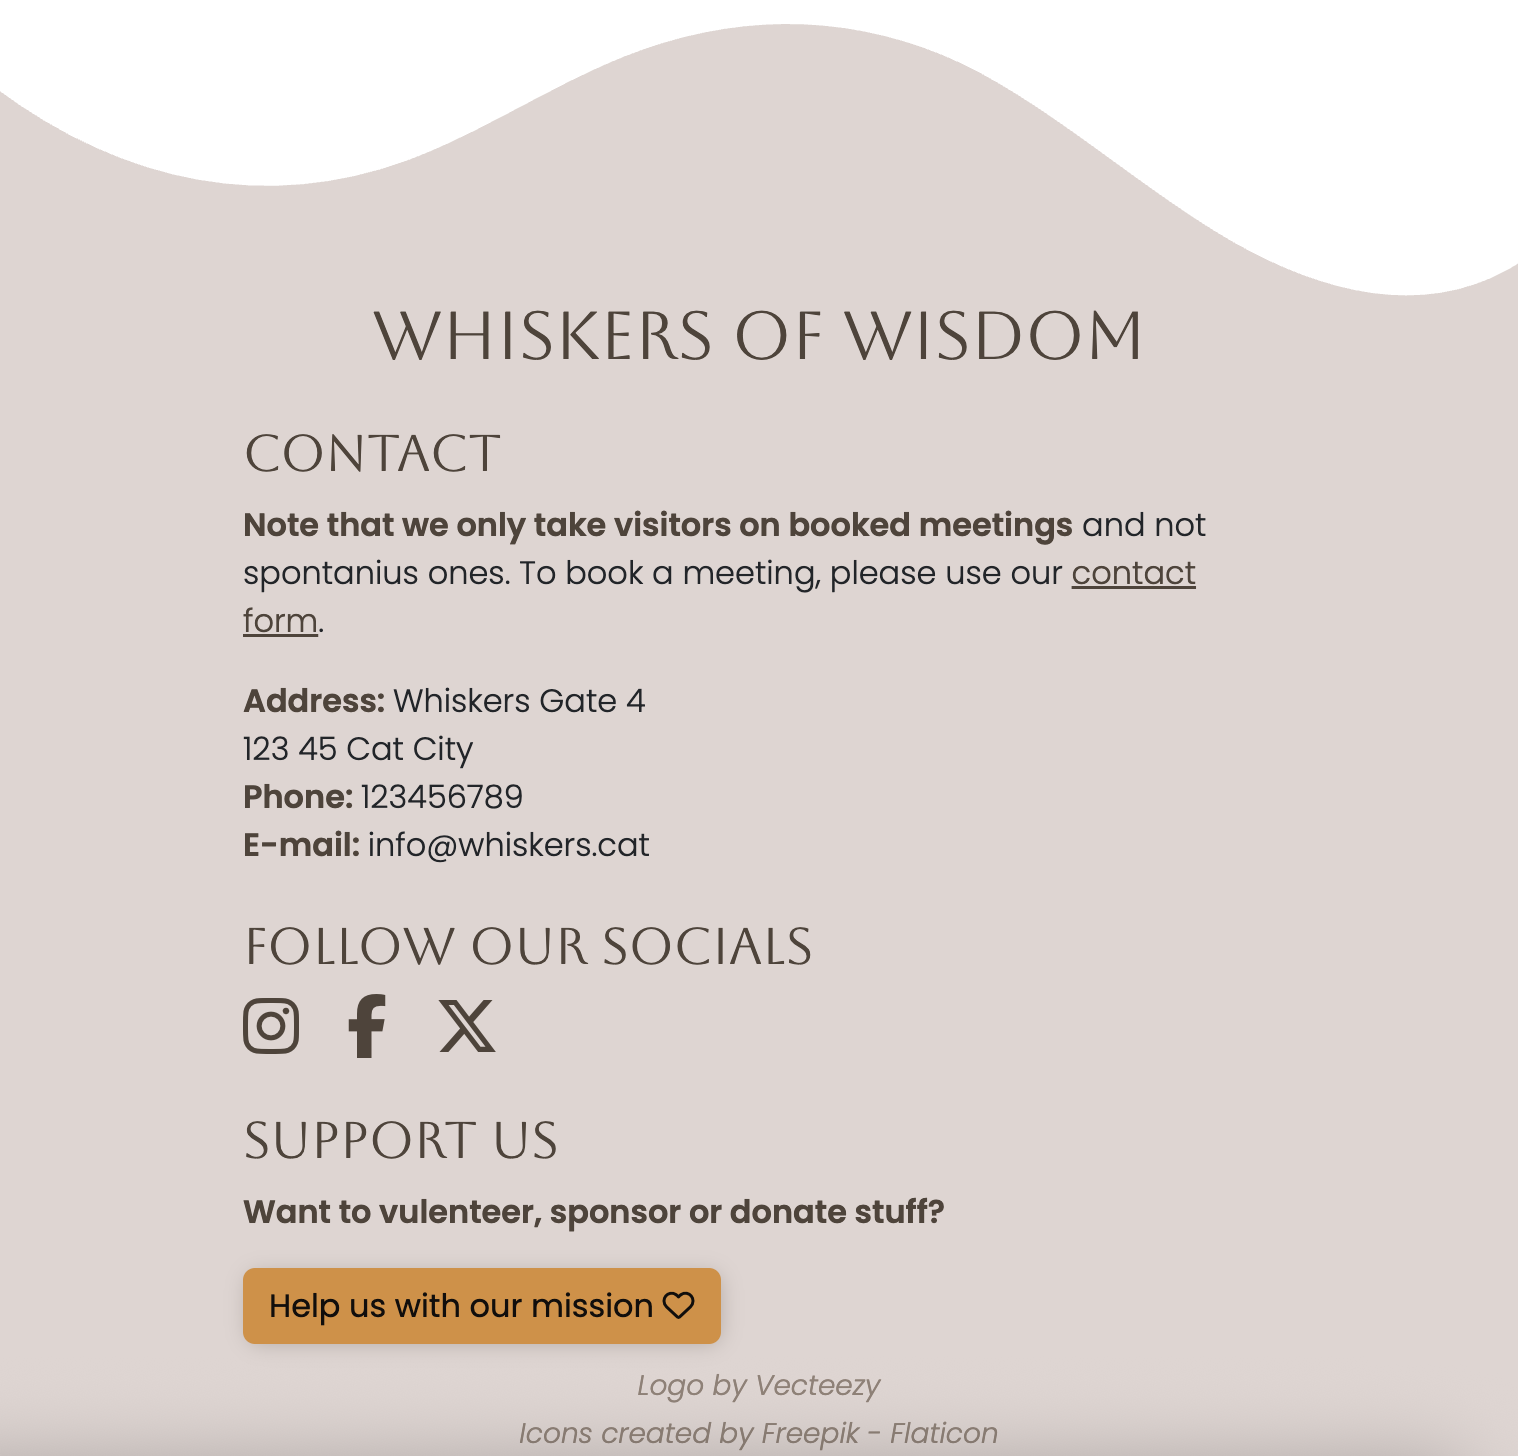 WHISKERS OF WISDOM
CONTACT
Note that we only take visitors on booked meetings and not
spontanius ones. To book a meeting, please use our contact
form.
Address: Whiskers Gate 4
123 45 Cat City
Phone: 123456789
E-mail: info@whiskers.cat
FOLLOW OUR SOCIALS
SUPPORT US
Want to vulenteer, sponsor or donate stuff?
Help us with our mission
Logo by Vecteezy
Icons created by Freepik - Flaticon